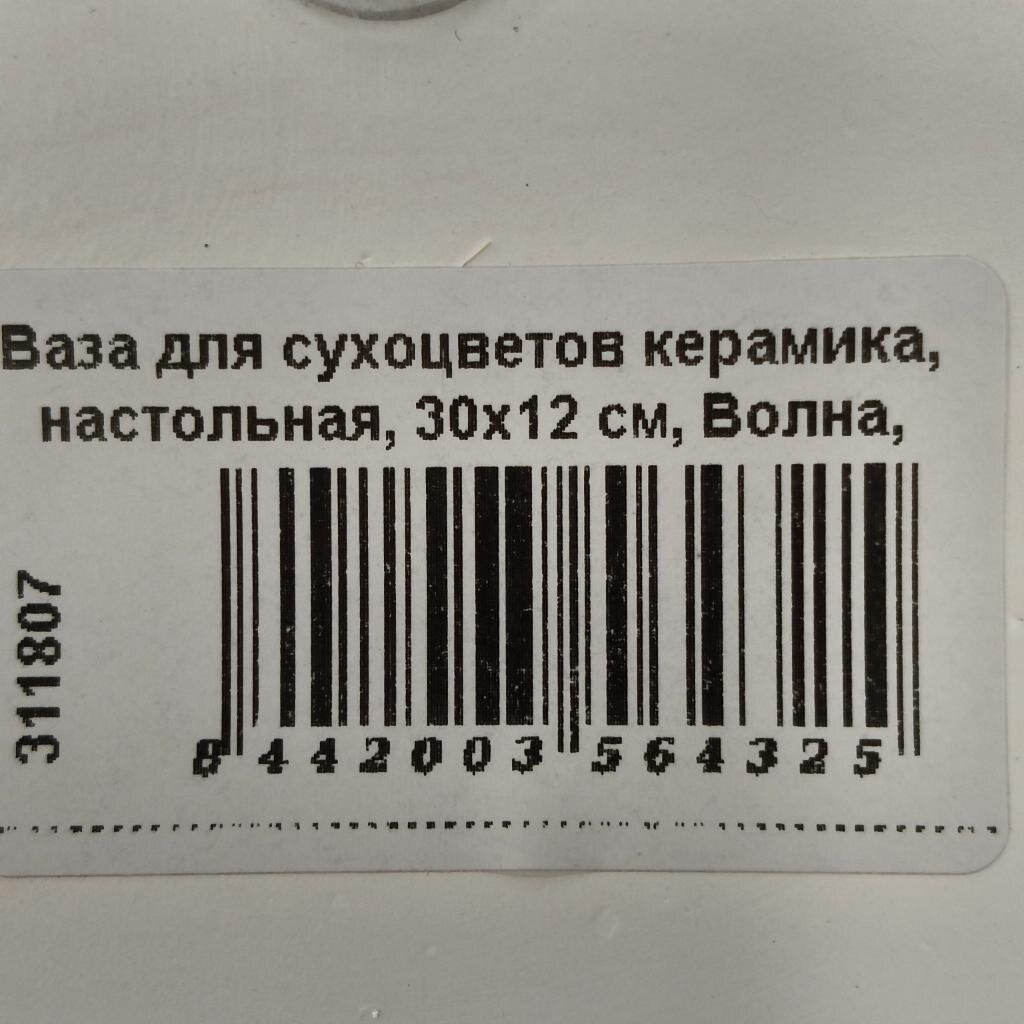 Ваза для сухоцветов керамика,
настольная, 30x12 см, Волна,
311807
8 442003 564325